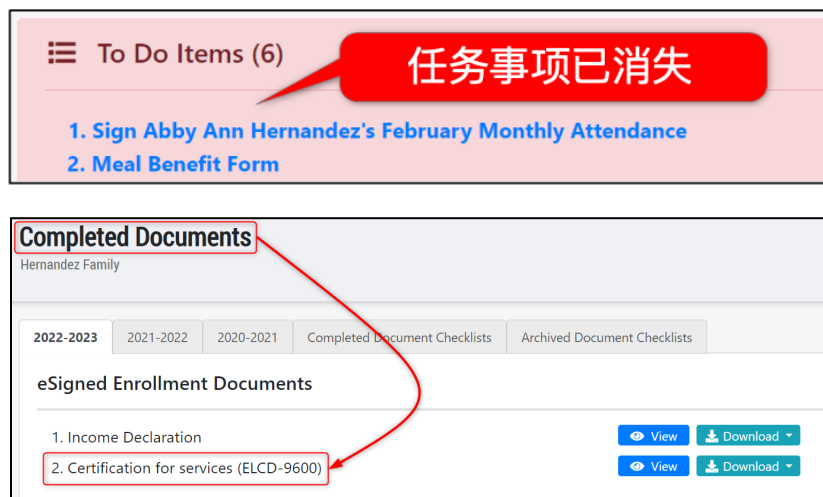 To Do Items (6)
任务事项已消失
1. Sign Abby Ann Hernandez's February Monthly Attendance
2. Meal Benefit Form
Completed Documents
Hernandez Family
2022-2023 2021-2022 2020-2021 Completed Document Checklists Archived Document Checklists
eSigned Enrollment Documents
1. Income Declaration View Download
2. Certification for services (ELCD-9600) View Download